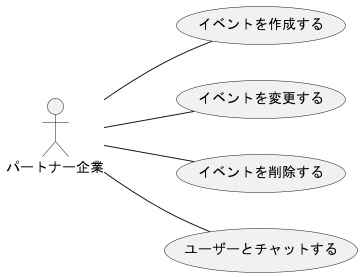 イベントを作成する
イベントを変更する
パートナー企業
イベントを削除する
ユーザーとチャットする